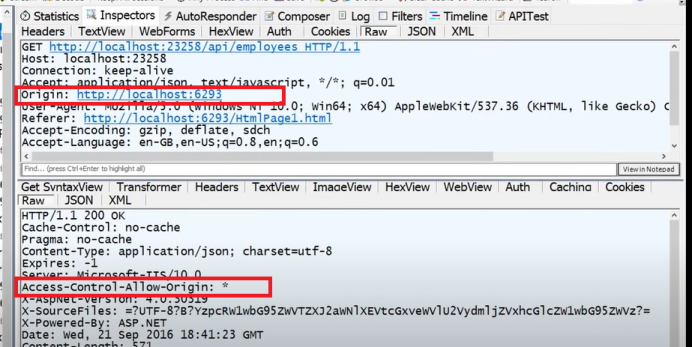 Statistics Inspectors AutoResponder Composer Log Filters Timeline APITest
Headers TextView WebForms HexView Auth Cookies Raw JSON XML
GET http://localhost:23258/api/employees HTTP/1.1
Host: localhost:23258
Connection: keep-alive
Accept: application/json, text/javascript, */*; q=0.01
Origin: http://localhost:6293
User-Agent: Mozilla/5.0 (Windows NT 10.0; Win64; x64) AppleWebKit/537.36 (KHTML, like Gecko) C
Referer: http://localhost:6293/HtmlPage1.html
Accept-Encoding: gzip, deflate, sdch
Accept-Language: en-GB,en-US;q=0.8,en;q=0.6
Find... (press Ctrl+Enter to highlight all) View in Notepad
Get SyntaxView Transformer Headers TextView ImageView HexView WebView Auth Caching Cookies
Raw JSON XML
HTTP/1.1 200 OK
Cache-Control: no-cache
Pragma: no-cache
Content-Type: application/json; charset=utf-8
Expires: -1
Server: Microsoft-IIS/10.0
Access-Control-Allow-Origin: *
X-AspNet-Version: 4.0.30319
X-SourceFiles: =?UTF-8?B?YzpcRW1wbG95ZWVTZXJ2aWNlXEVtcGxveWVlU2VydmljZVxhcGlcZW1wbG95ZWVz?=
X-Powered-By: ASP.NET
Date: Wed, 21 Sep 2016 18:41:23 GMT
Content-Length: 571